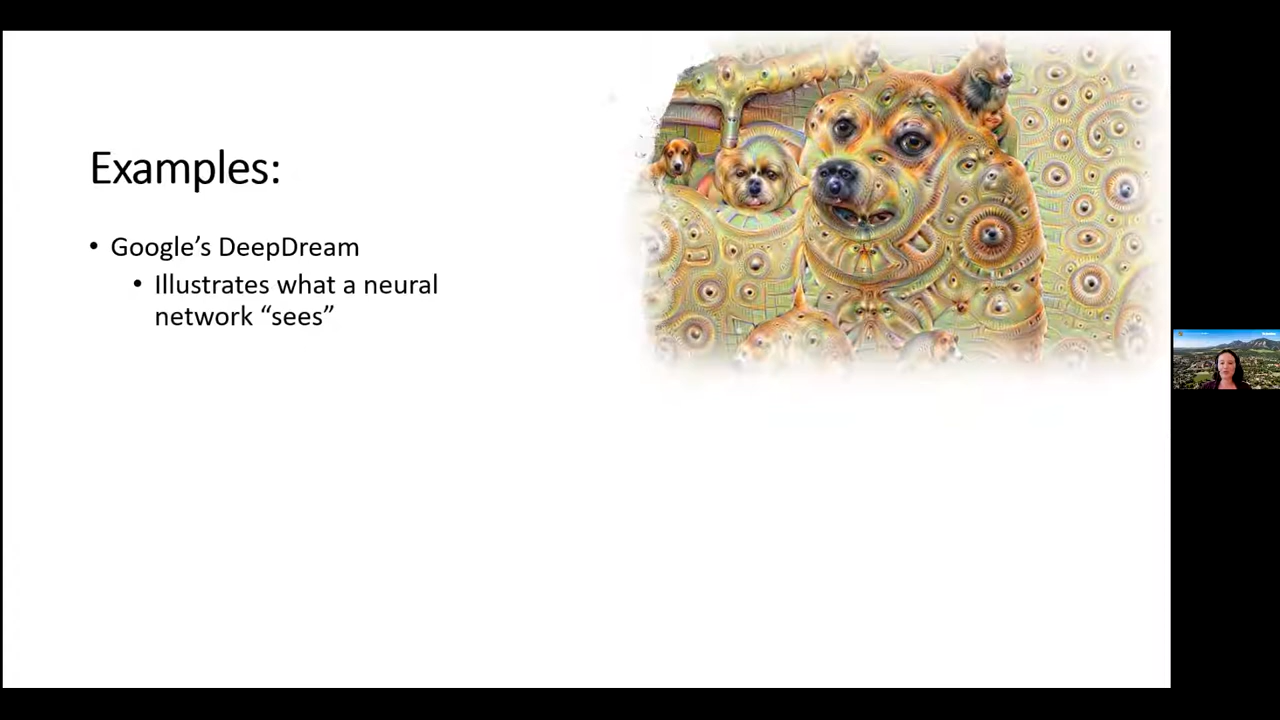 Examples:
• Google’s DeepDream
• Illustrates what a neural
network “sees”